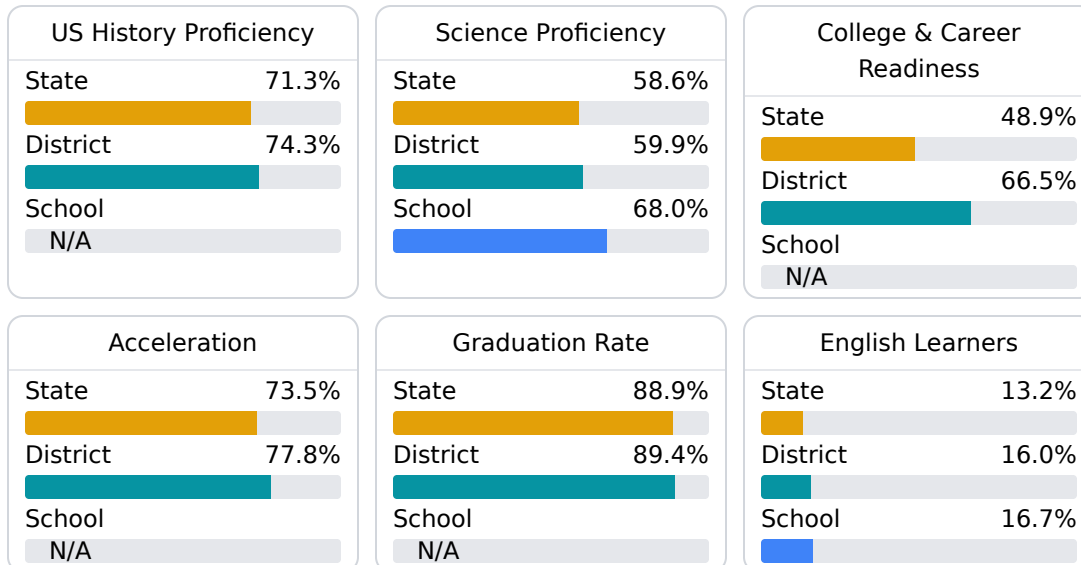 US History Proficiency
State 71.3%
District 74.3%
School
N/A
Science Proficiency
State 58.6%
District 59.9%
School 68.0%
College & Career
Readiness
State 48.9%
District 66.5%
School
N/A
Acceleration
State 73.5%
District 77.8%
School
N/A
Graduation Rate
State 88.9%
District 89.4%
School
N/A
English Learners
State 13.2%
District 16.0%
School 16.7%